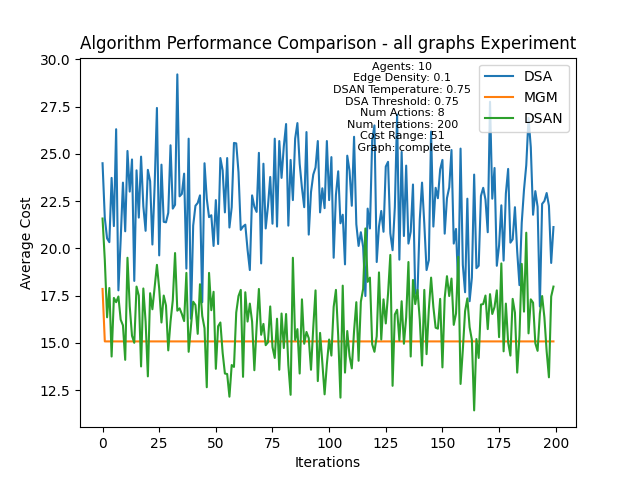 Algorithm Performance Comparison - all graphs Experiment
Agents: 10
Edge Density: 0.1
DSAN Temperature: 0.75
DSA Threshold: 0.75
Num Actions: 8
Num Iterations: 200
Cost Range: 51
Graph: complete
DSA
MGM
DSAN
Average Cost
30.0
27.5
25.0
22.5
20.0
17.5
15.0
12.5
0 25 50 75 100 125 150 175 200
Iterations